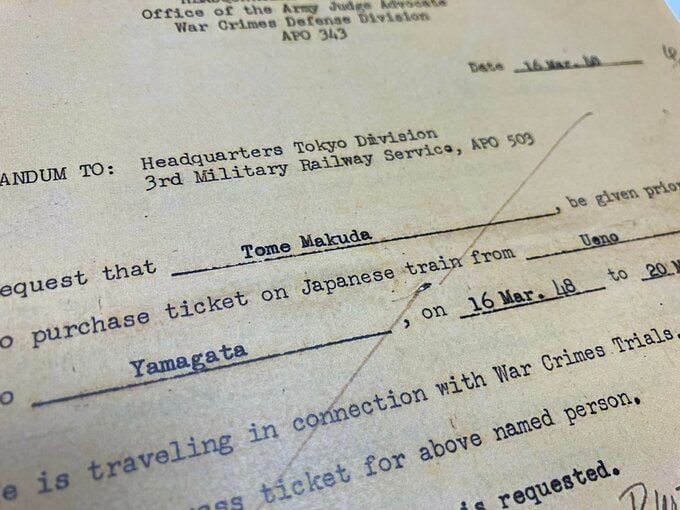 Office of the Army Judge Advocate
War Crimes Defense Division
APO 343
Date 16 Mar. 48
ANDUM TO: Headquarters Tokyo Division
3rd Military Railway Service, APO 503
equest that Tome Makuda, be given prior
o purchase ticket on Japanese train from Ueno
o Yamagata, on 16 Mar. 48 to 20 M
e is traveling in connection with War Crimes Trials.
ss ticket for above named person.
is requested.